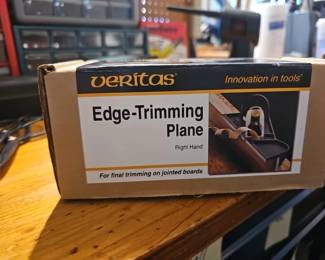 veritas®
Innovation in tools®
Edge-Trimming
Plane
Right Hand
For final trimming on jointed boards